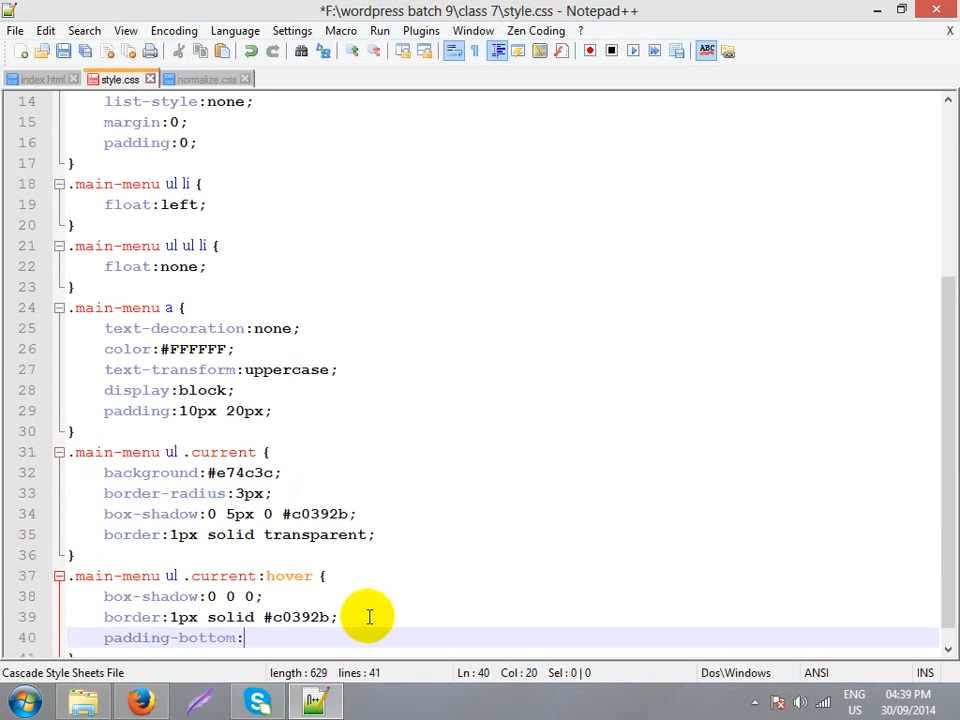 *F:\wordpress batch 9\class 7\style.css - Notepad++
File Edit Search View Encoding Language Settings Macro Run Plugins Window Zen Coding ? X
index.html style.css normalize.css
14 list-style:none;
15 margin:0;
16 padding:0;
17 }
18 .main-menu ul li {
19 float:left;
20 }
21 .main-menu ul ul li {
22 float:none;
23 }
24 .main-menu a {
25 text-decoration:none;
26 color:#FFFFFF;
27 text-transform:uppercase;
28 display:block;
29 padding:10px 20px;
30 }
31 .main-menu ul .current {
32 background:#e74c3c;
33 border-radius:3px;
34 box-shadow:0 5px 0 #c0392b;
35 border:1px solid transparent;
36 }
37 .main-menu ul .current:hover {
38 box-shadow:0 0 0;
39 border:1px solid #c0392b;
40 padding-bottom:
41 }
Cascade Style Sheets File length : 629 lines : 41 Ln : 40 Col : 20 Sel : 0 | 0 Dos\Windows ANSI INS
ENG 04:39 PM
US 30/09/2014